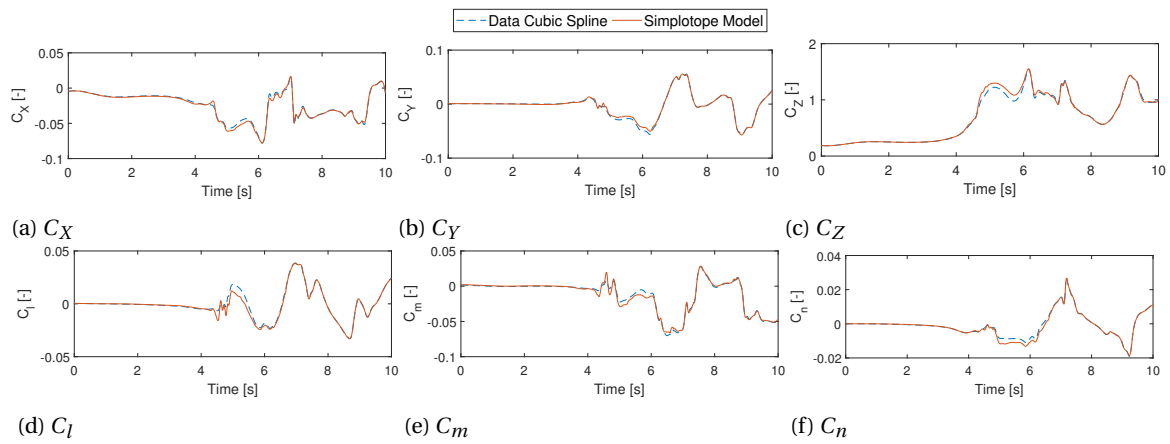 Data Cubic Spline Simplotope Model
0.05
0
-0.05
-0.1
C_X [-]
0 2 4 6 8 10
Time [s]
(a) C_X
0.1
0
-0.1
C_Y [-]
0 2 4 6 8 10
Time [s]
(b) C_Y
2
1
0
C_Z [-]
0 2 4 6 8 10
Time [s]
(c) C_Z
0.05
0
-0.05
C_l [-]
0 2 4 6 8 10
Time [s]
(d) C_l
0.05
0
-0.05
-0.1
C_m [-]
0 2 4 6 8 10
Time [s]
(e) C_m
0.04
0.02
0
-0.02
C_n [-]
0 2 4 6 8 10
Time [s]
(f) C_n